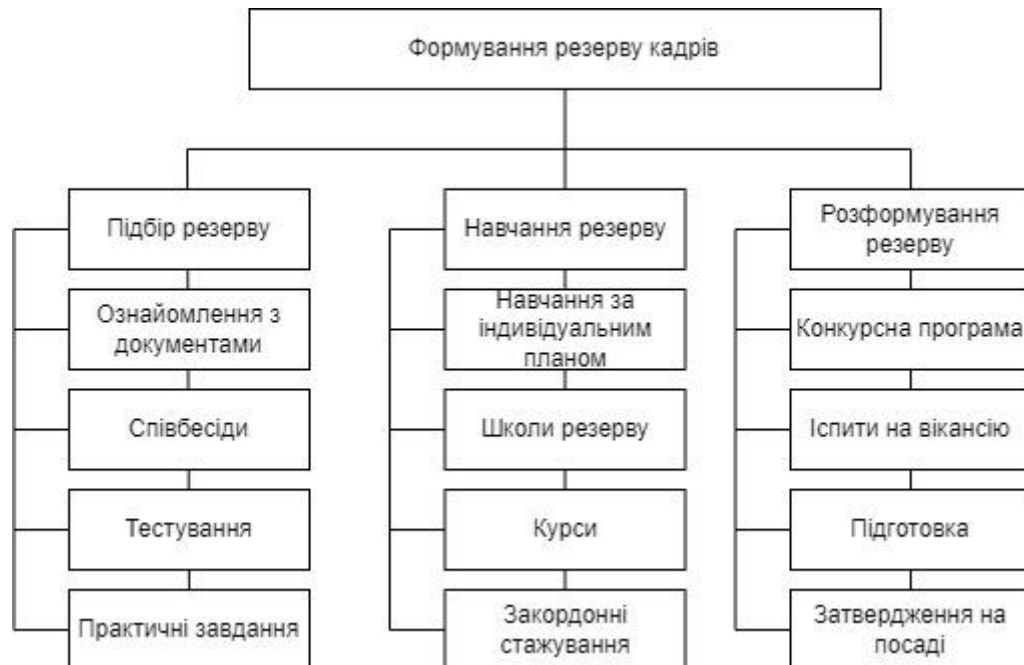 Формування резерву кадрів
Підбір резерву
Ознайомлення з
документами
Співбесіди
Тестування
Практичні завдання
Навчання резерву
Навчання за
індивідуальним
планом
Школи резерву
Курси
Закордонні
стажування
Розформування
резерву
Конкурсна програма
Іспити на вікансію
Підготовка
Затвердження на
посаді